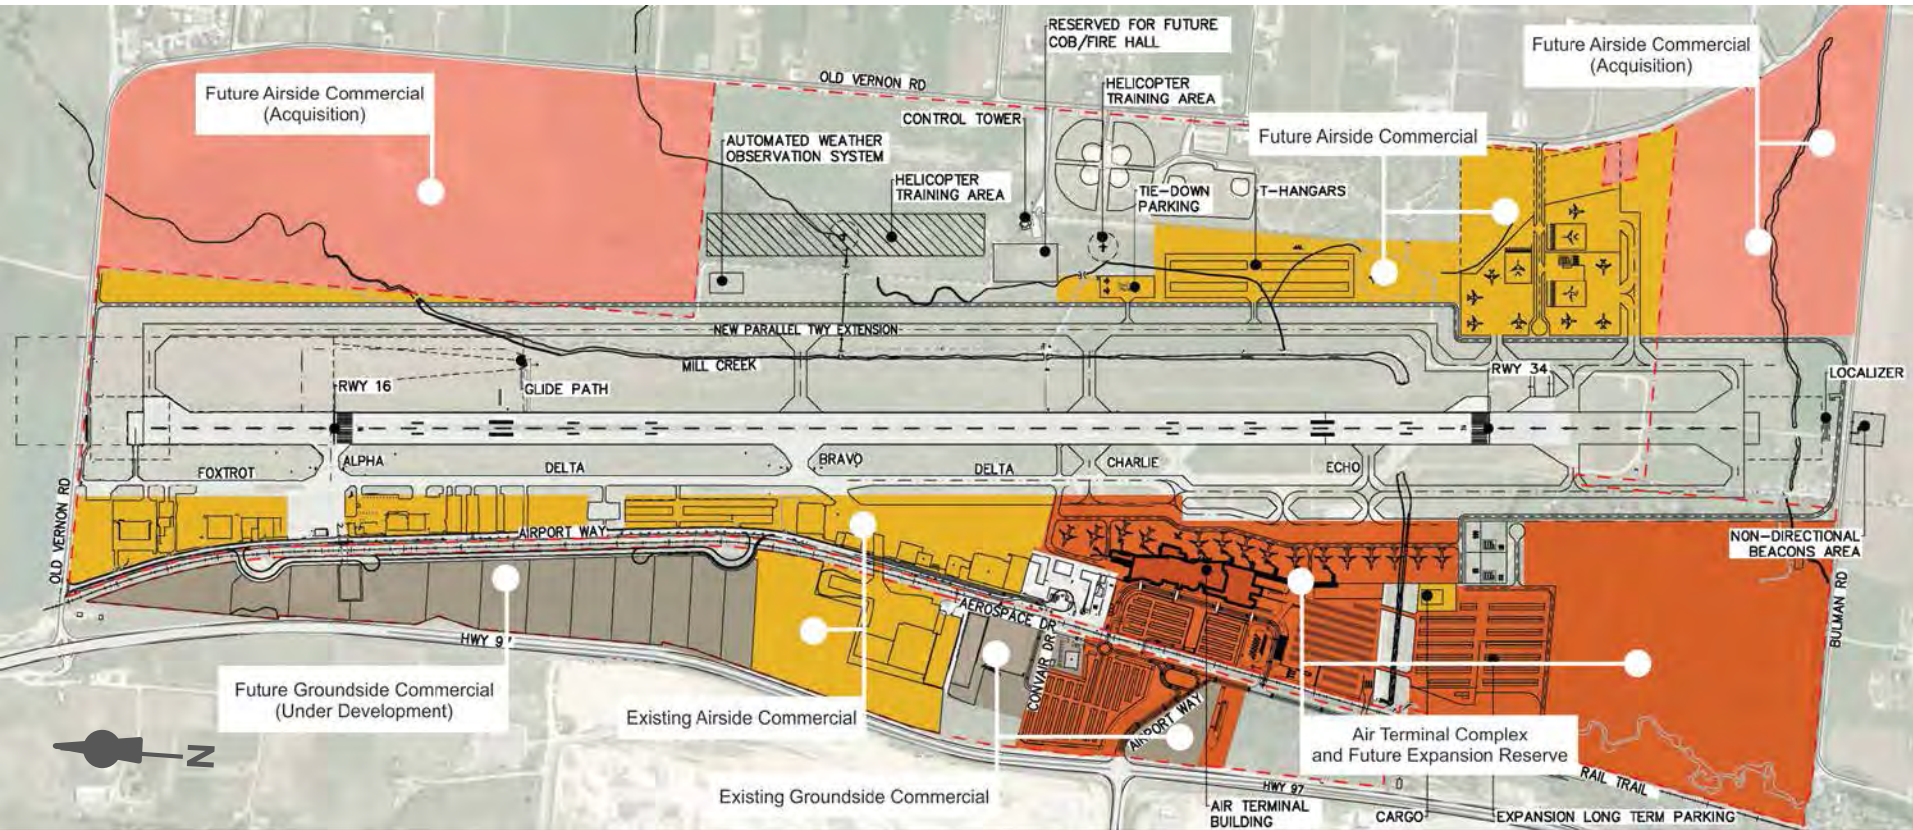 RESERVED FOR FUTURE
COB/FIRE HALL
Future Airside Commercial
(Acquisition)
OLD VERNON RD
Future Airside Commercial
(Acquisition)
HELICOPTER
TRAINING AREA
CONTROL TOWER
Future Airside Commercial
AUTOMATED WEATHER
OBSERVATION SYSTEM
HELICOPTER
TRAINING AREA
TIE-DOWN
PARKING
T-HANGARS
NEW PARALLEL TWY EXTENSION
MILL CREEK
RWY 16
GLIDE PATH
RWY 34
LOCALIZER
FOXTROT
ALPHA
DELTA
BRAVO
DELTA
CHARLIE
ECHO
OLD VERNON RD
AIRPORT WAY
NON-DIRECTIONAL
BEACONS AREA
BULMAN RD
AEROSPACE DR
HWY 97
CONVAIR DR
AIRPORT WAY
Future Groundside Commercial
(Under Development)
Existing Airside Commercial
Air Terminal Complex
and Future Expansion Reserve
N
Existing Groundside Commercial
RAIL TRAIL
HWY 97
AIR TERMINAL
BUILDING
CARGO
EXPANSION LONG TERM PARKING